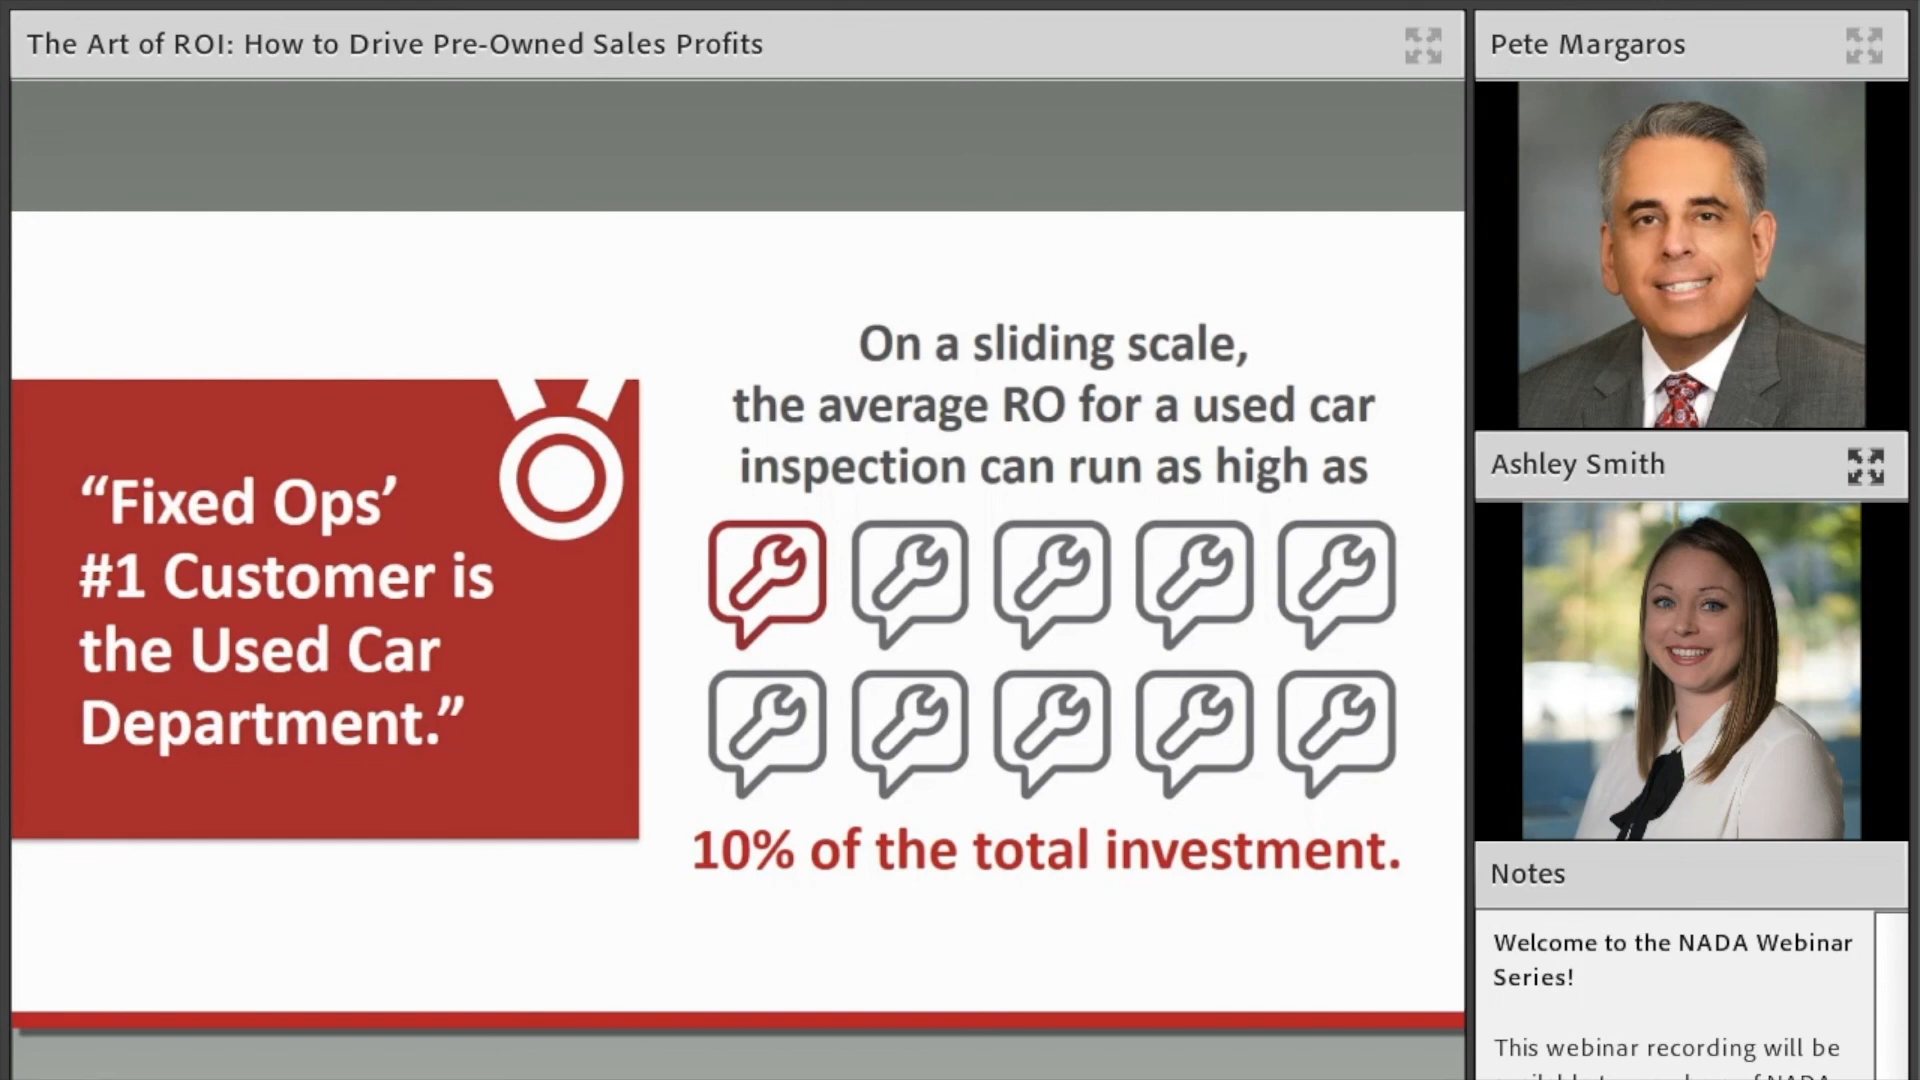 The Art of ROI: How to Drive Pre-Owned Sales Profits
“Fixed Ops’
#1 Customer is
the Used Car
Department.”
On a sliding scale,
the average RO for a used car
inspection can run as high as
10% of the total investment.
Pete Margaros
Ashley Smith
Notes
Welcome to the NADA Webinar
Series!
This webinar recording will be